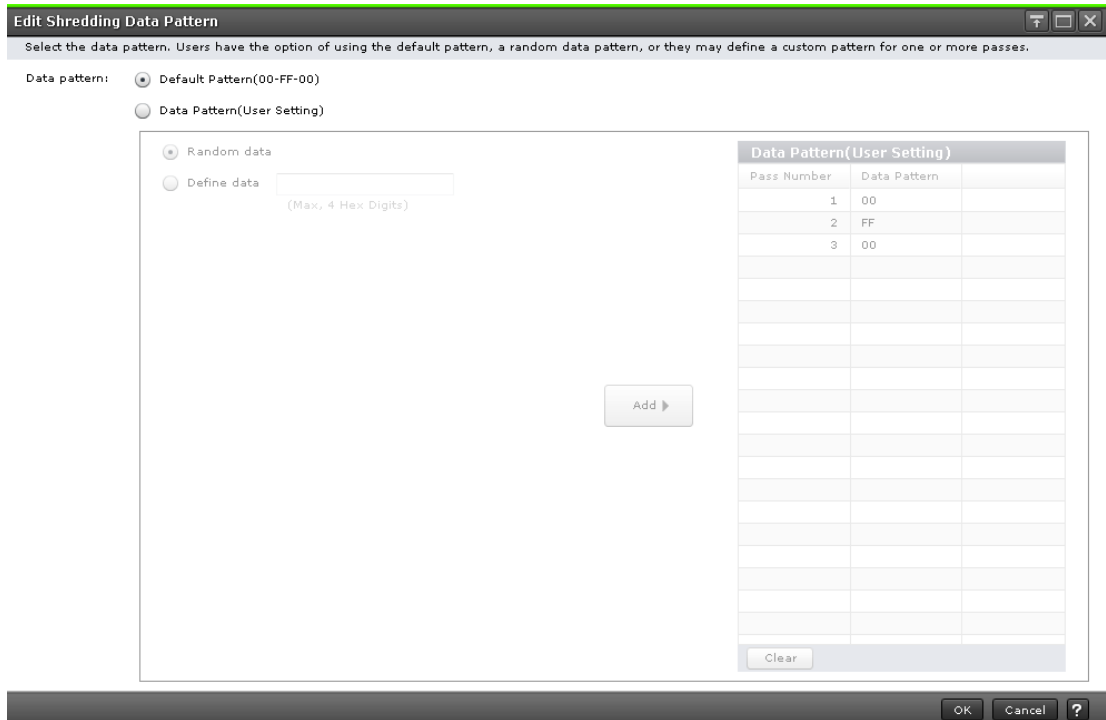 Edit Shredding Data Pattern
Select the data pattern. Users have the option of using the default pattern, a random data pattern, or they may define a custom pattern for one or more passes.
Data pattern:
Default Pattern(00-FF-00)
Data Pattern(User Setting)
Random data
Define data
(Max, 4 Hex Digits)
Add
Data Pattern(User Setting)
Pass Number Data Pattern
1 00
2 FF
3 00
Clear
OK Cancel ?